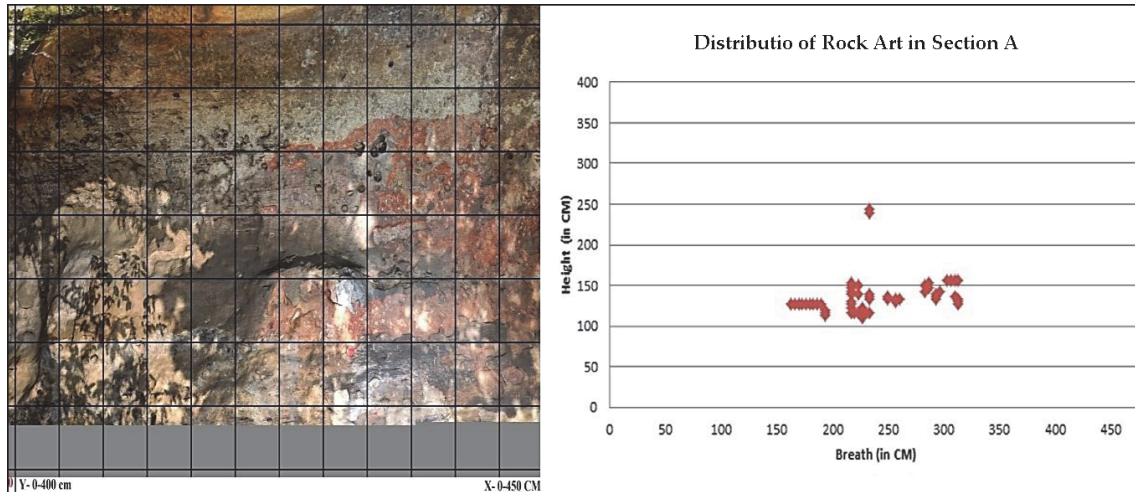 Y- 0-400 cm
X- 0-450 CM
Distributio of Rock Art in Section A
Height (in CM)
400
350
300
250
200
150
100
50
0
0 50 100 150 200 250 300 350 400 450
Breath (in CM)